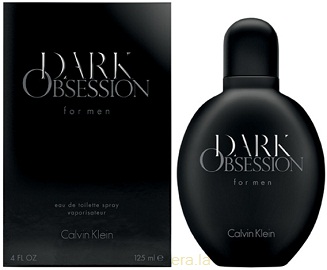 DARK
OBSESSION
for men
eau de toilette spray
vaporisateur
Calvin Klein
4 FL OZ 125 ml
DARK
OBSESSION
for men
Calvin Klein